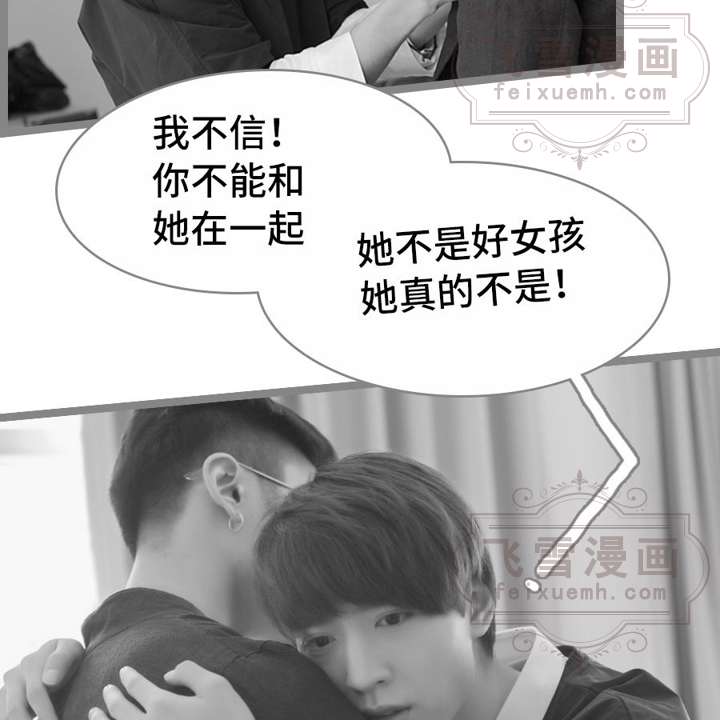 飞雪漫画
feixuemh.com
我不信！
你不能和
她在一起
她不是好女孩
她真的不是！
飞雪漫画
feixuemh.com